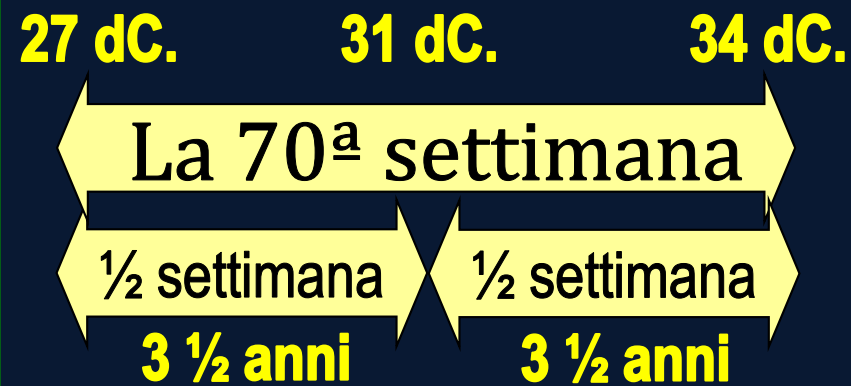 27 dC. 31 dC. 34 dC.
La 70ª settimana
½ settimana ½ settimana
3 ½ anni 3 ½ anni